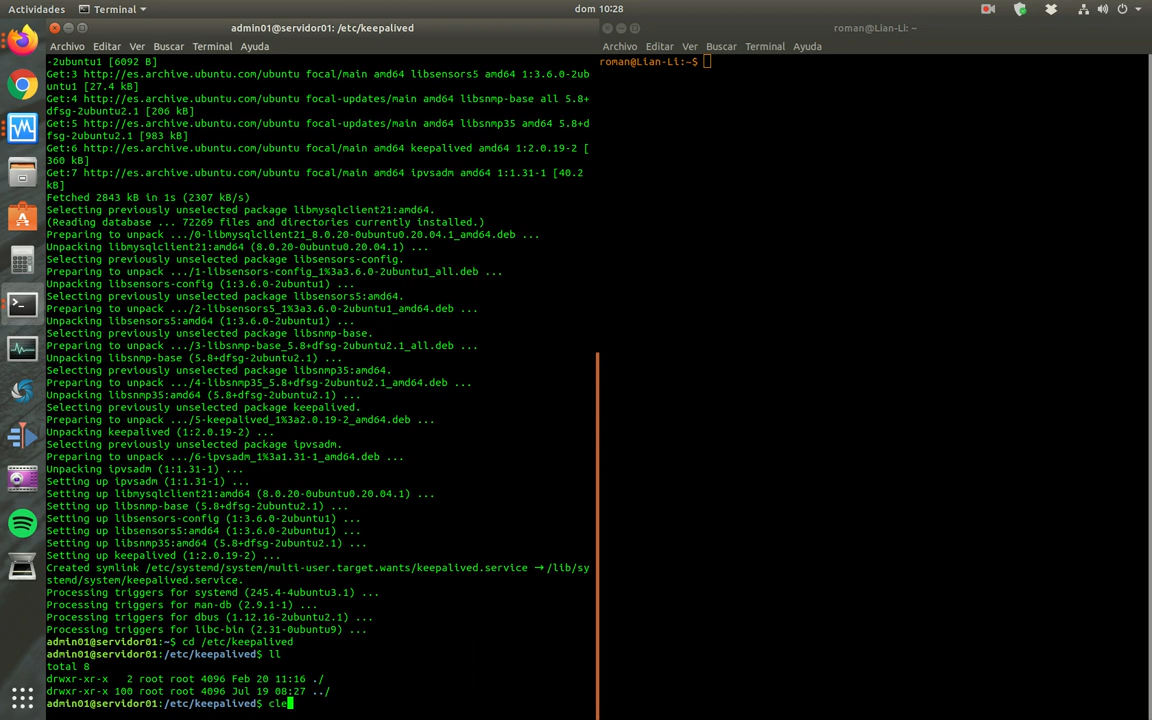 Actividades Terminal dom 10:28
admin01@servidor01: /etc/keepalived
roman@Lian-Li: ~
Archivo Editar Ver Buscar Terminal Ayuda
Archivo Editar Ver Buscar Terminal Ayuda
-2ubuntu1 [6092 B]
Get:3 http://es.archive.ubuntu.com/ubuntu focal/main amd64 libsensors5 amd64 1:3.6.0-2ub
untu1 [27.4 kB]
Get:4 http://es.archive.ubuntu.com/ubuntu focal-updates/main amd64 libsnmp-base all 5.8+
dfsg-2ubuntu2.1 [206 kB]
Get:5 http://es.archive.ubuntu.com/ubuntu focal-updates/main amd64 libsnmp35 amd64 5.8+d
fsg-2ubuntu2.1 [983 kB]
Get:6 http://es.archive.ubuntu.com/ubuntu focal/main amd64 keepalived amd64 1:2.0.19-2 [
360 kB]
Get:7 http://es.archive.ubuntu.com/ubuntu focal/main amd64 ipvsadm amd64 1:1.31-1 [40.2
kB]
Fetched 2843 kB in 1s (2307 kB/s)
Selecting previously unselected package libmysqlclient21:amd64.
(Reading database ... 72269 files and directories currently installed.)
Preparing to unpack .../0-libmysqlclient21_8.0.20-0ubuntu0.20.04.1_amd64.deb ...
Unpacking libmysqlclient21:amd64 (8.0.20-0ubuntu0.20.04.1) ...
Selecting previously unselected package libsensors-config.
Preparing to unpack .../1-libsensors-config_1%3a3.6.0-2ubuntu1_all.deb ...
Unpacking libsensors-config (1:3.6.0-2ubuntu1) ...
Selecting previously unselected package libsensors5:amd64.
Preparing to unpack .../2-libsensors5_1%3a3.6.0-2ubuntu1_amd64.deb ...
Unpacking libsensors5:amd64 (1:3.6.0-2ubuntu1) ...
Selecting previously unselected package libsnmp-base.
Preparing to unpack .../3-libsnmp-base_5.8+dfsg-2ubuntu2.1_all.deb ...
Unpacking libsnmp-base (5.8+dfsg-2ubuntu2.1) ...
Selecting previously unselected package libsnmp35:amd64.
Preparing to unpack .../4-libsnmp35_5.8+dfsg-2ubuntu2.1_amd64.deb ...
Unpacking libsnmp35:amd64 (5.8+dfsg-2ubuntu2.1) ...
Selecting previously unselected package keepalived.
Preparing to unpack .../5-keepalived_1%3a2.0.19-2_amd64.deb ...
Unpacking keepalived (1:2.0.19-2) ...
Selecting previously unselected package ipvsadm.
Preparing to unpack .../6-ipvsadm_1%3a1.31-1_amd64.deb ...
Unpacking ipvsadm (1:1.31-1) ...
Setting up ipvsadm (1:1.31-1) ...
Setting up libmysqlclient21:amd64 (8.0.20-0ubuntu0.20.04.1) ...
Setting up libsnmp-base (5.8+dfsg-2ubuntu2.1) ...
Setting up libsensors-config (1:3.6.0-2ubuntu1) ...
Setting up libsensors5:amd64 (1:3.6.0-2ubuntu1) ...
Setting up libsnmp35:amd64 (5.8+dfsg-2ubuntu2.1) ...
Setting up keepalived (1:2.0.19-2) ...
Created symlink /etc/systemd/system/multi-user.target.wants/keepalived.service → /lib/sy
stemd/system/keepalived.service.
Processing triggers for systemd (245.4-4ubuntu3.1) ...
Processing triggers for man-db (2.9.1-1) ...
Processing triggers for dbus (1.12.16-2ubuntu2.1) ...
Processing triggers for libc-bin (2.31-0ubuntu9) ...
admin01@servidor01:~$ cd /etc/keepalived
admin01@servidor01:/etc/keepalived$ ll
total 8
drwxr-xr-x   2 root root 4096 Feb 20 11:16 ./
drwxr-xr-x 100 root root 4096 Jul 19 08:27 ../
admin01@servidor01:/etc/keepalived$ cle
roman@Lian-Li:~$